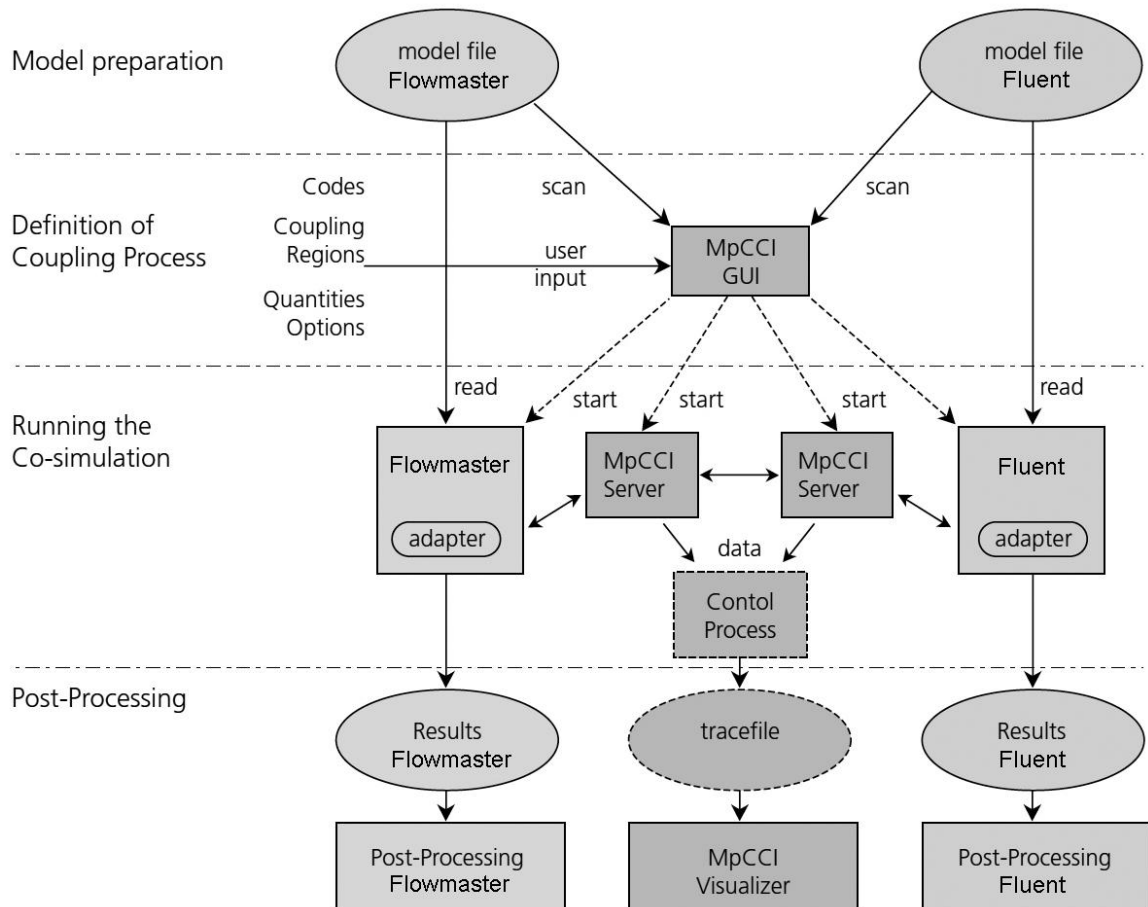 Model preparation
model file
Flowmaster
model file
Fluent
Definition of
Coupling Process
Codes
Coupling
Regions
Quantities
Options
scan
scan
user
input
MpCCI
GUI
Running the
Co-simulation
read
start
start
start
read
Flowmaster
adapter
MpCCI
Server
MpCCI
Server
Fluent
adapter
data
Contol
Process
Post-Processing
Results
Flowmaster
tracefile
Results
Fluent
Post-Processing
Flowmaster
MpCCI
Visualizer
Post-Processing
Fluent